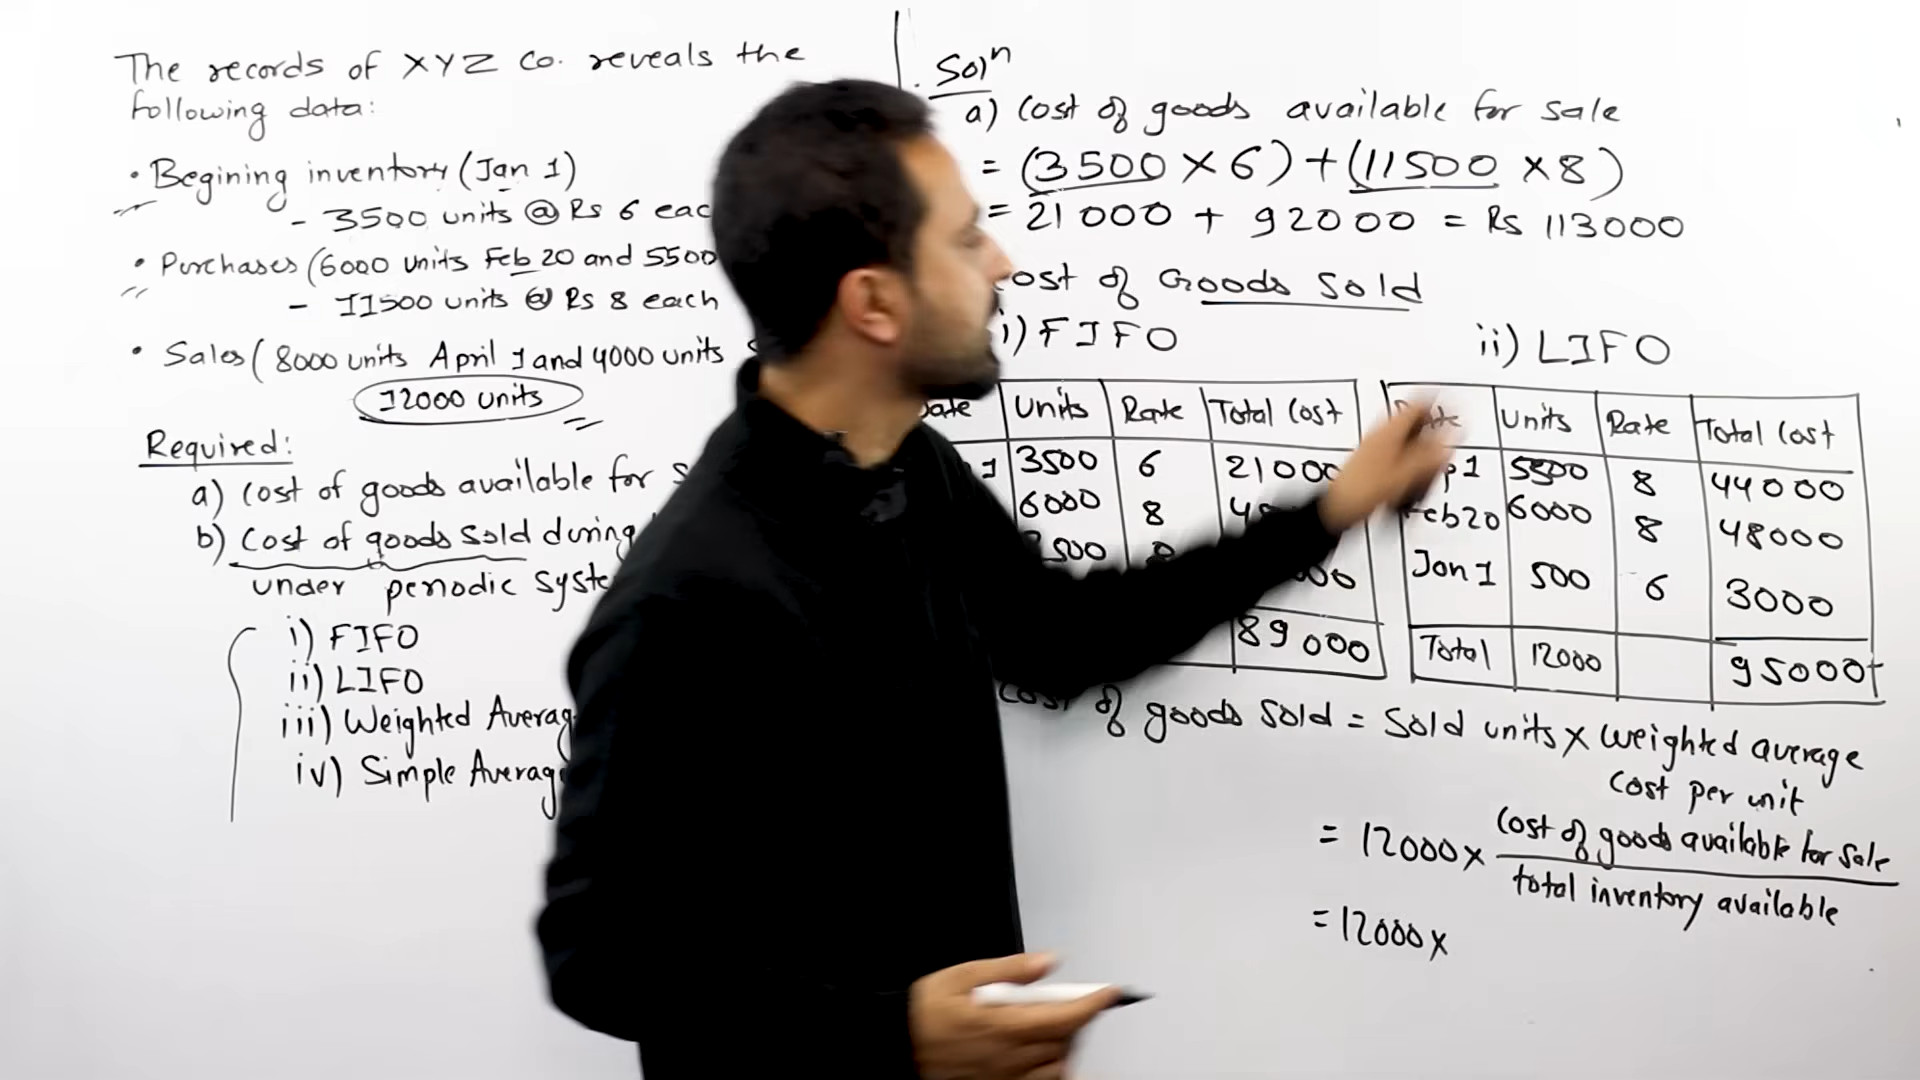 The records of XYZ Co. reveals the
following data:
• Begining inventory (Jan 1)
- 3500 units @ Rs 6 eac
• Purchases (6000 units Feb 20 and 5500
- 11500 units @ Rs 8 each
• Sales (8000 units April 1 and 4000 units
12000 units
Required:
a) Cost of goods available for s
b) Cost of goods sold during
under periodic syste
i) FIFO
ii) LIFO
iii) Weighted Averag
iv) Simple Averag
Solⁿ
a) Cost of goods available for sale
= (3500 × 6) + (11500 × 8)
= 21000 + 92000 = Rs 113000
Cost of Goods Sold
i) FIFO
Date Units Rate Total Cost
1 3500 6 21000
6000 8
2500 8
89000
ii) LIFO
Date Units Rate Total Cost
5500 8 44000
Feb 20 6000 8 48000
Jan 1 500 6 3000
Total 12000 95000
Cost of goods sold = Sold units × weighted average
cost per unit
= 12000 × Cost of goods available for sale
total inventory available
= 12000 ×